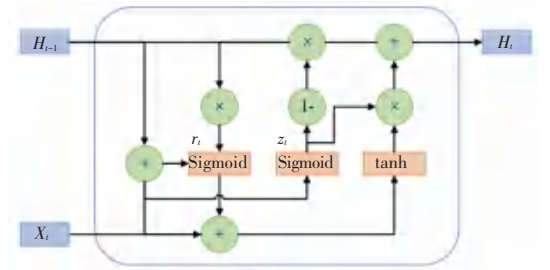 H_{t-1} × + H_t
× 1- ×
r_t z_t
+ Sigmoid Sigmoid tanh
X_t +